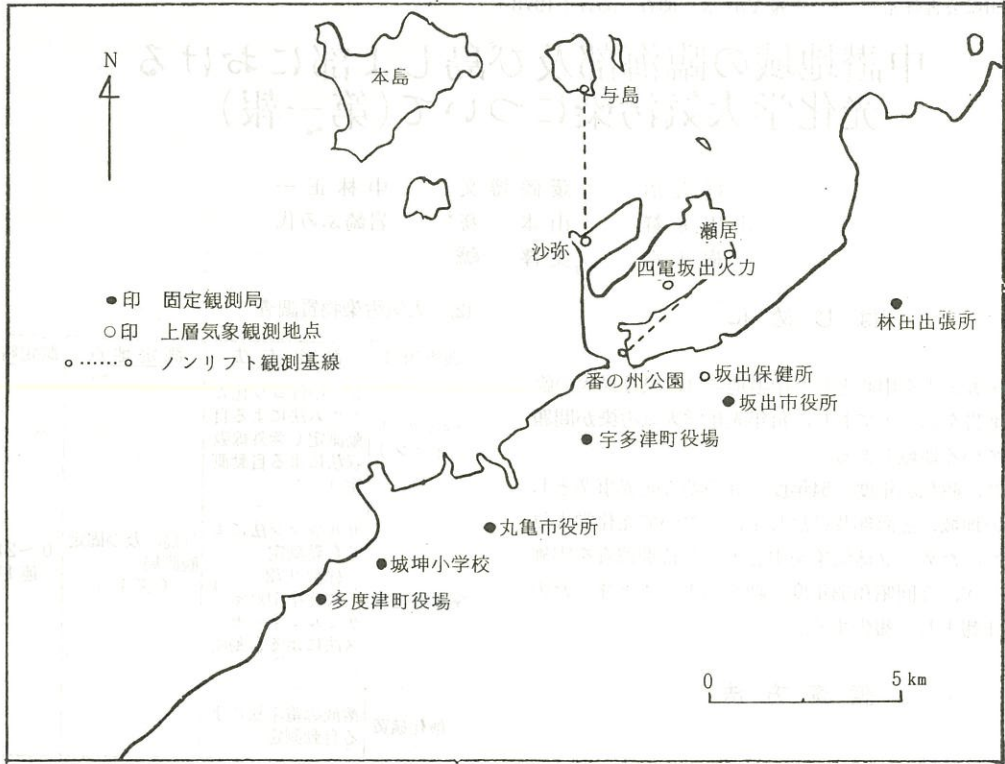 N
本島
与島
沙弥
瀬居
四電坂出火力
●印 固定観測局
○印 上層気象観測地点
o……o ノンリフト観測基線
林田出張所
番の州公園
坂出保健所
坂出市役所
宇多津町役場
丸亀市役所
城坤小学校
多度津町役場
0 5 km